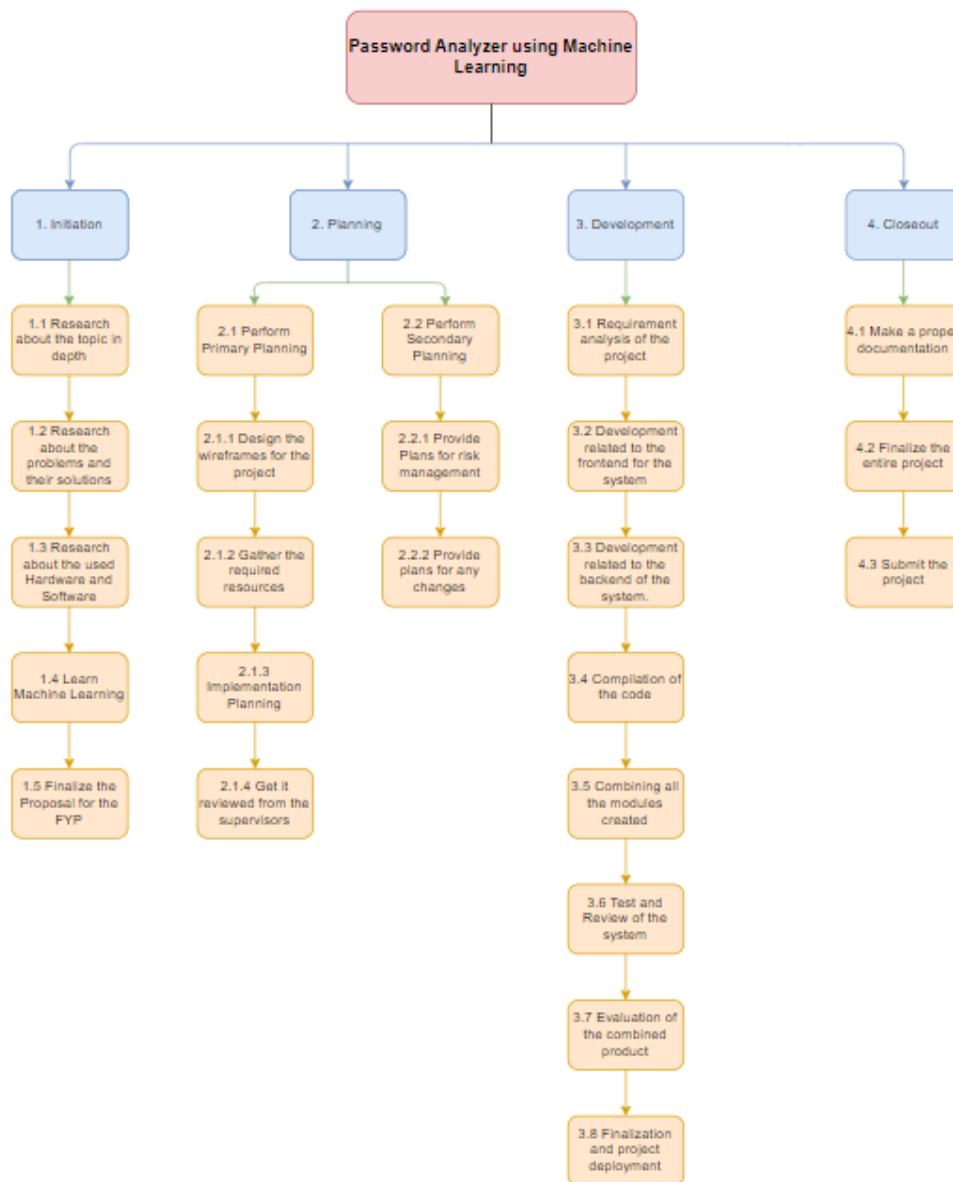 Password Analyzer using Machine
Learning
1. Initiation
2. Planning
3. Development
4. Closeout
1.1 Research
about the topic in
depth
1.2 Research
about the
problems and
their solutions
1.3 Research
about the used
Hardware and
Software
1.4 Learn
Machine Learning
1.5 Finalize the
Proposal for the
FYP
2.1 Perform
Primary Planning
2.1.1 Design the
wireframes for the
project
2.1.2 Gather the
required
resources
2.1.3
Implementation
Planning
2.1.4 Get it
reviewed from the
supervisors
2.2 Perform
Secondary
Planning
2.2.1 Provide
Plans for risk
management
2.2.2 Provide
plans for any
changes
3.1 Requirement
analysis of the
project
3.2 Development
related to the
frontend for the
system
3.3 Development
related to the
backend of the
system.
3.4 Compilation of
the code
3.5 Combining all
the modules
created
3.6 Test and
Review of the
system
3.7 Evaluation of
the combined
product
3.8 Finalization
and project
deployment
4.1 Make a proper
documentation
4.2 Finalize the
entire project
4.3 Submit the
project